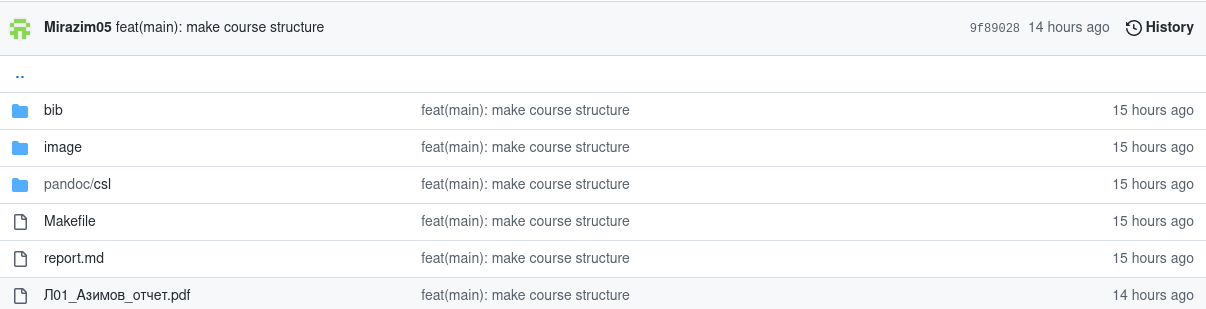 Mirazim05 feat(main): make course structure 9f89028 14 hours ago History
..
bib feat(main): make course structure 15 hours ago
image feat(main): make course structure 15 hours ago
pandoc/csl feat(main): make course structure 15 hours ago
Makefile feat(main): make course structure 15 hours ago
report.md feat(main): make course structure 15 hours ago
Л01_Азимов_отчет.pdf feat(main): make course structure 14 hours ago